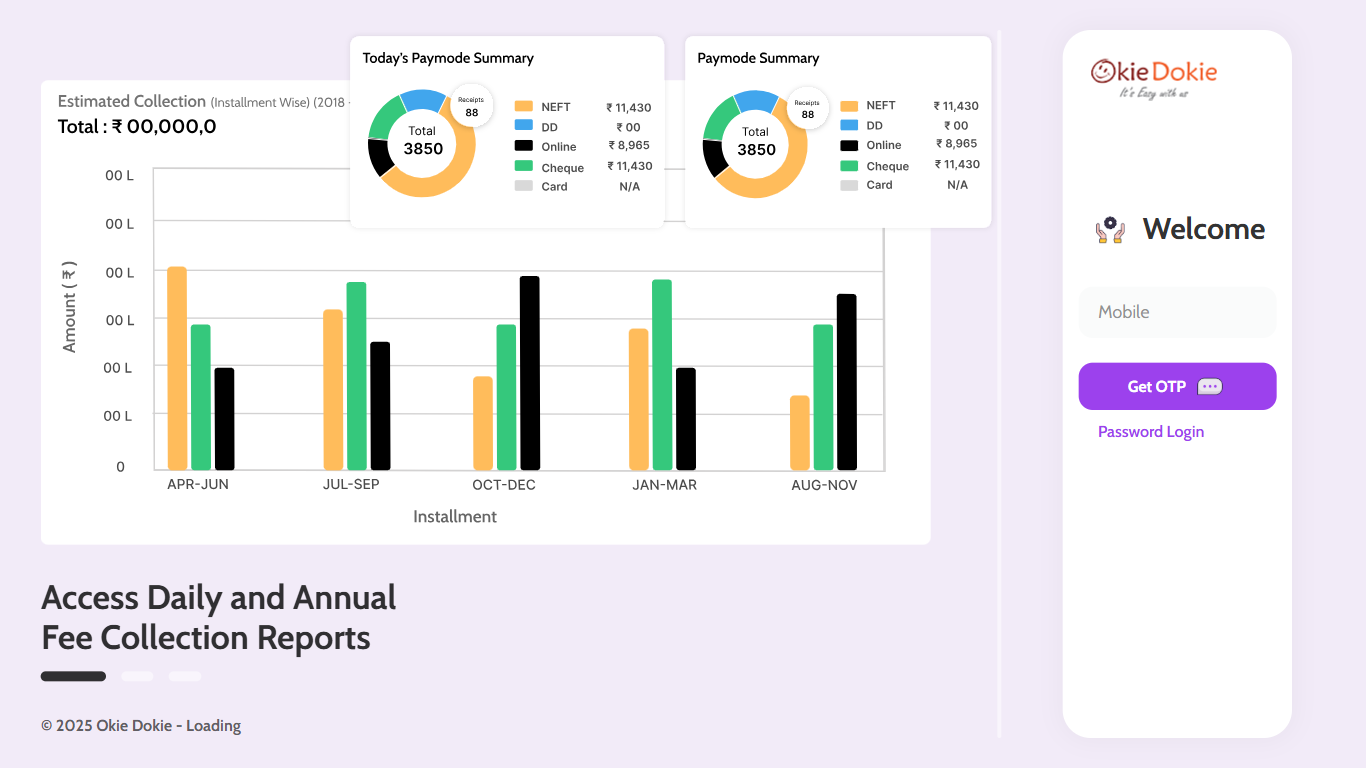 Today's Paymode Summary
Receipts
88
Total
3850
NEFT ₹ 11,430
DD ₹ 00
Online ₹ 8,965
Cheque ₹ 11,430
Card N/A
Paymode Summary
Receipts
88
Total
3850
NEFT ₹ 11,430
DD ₹ 00
Online ₹ 8,965
Cheque ₹ 11,430
Card N/A
Estimated Collection (Installment Wise) (2018 -
Total : ₹ 00,000,0
Amount ( ₹ )
00 L
00 L
00 L
00 L
00 L
00 L
0
APR-JUN JUL-SEP OCT-DEC JAN-MAR AUG-NOV
Installment
Access Daily and Annual
Fee Collection Reports
© 2025 Okie Dokie - Loading
Okie Dokie
It's Easy with us
Welcome
Mobile
Get OTP
Password Login